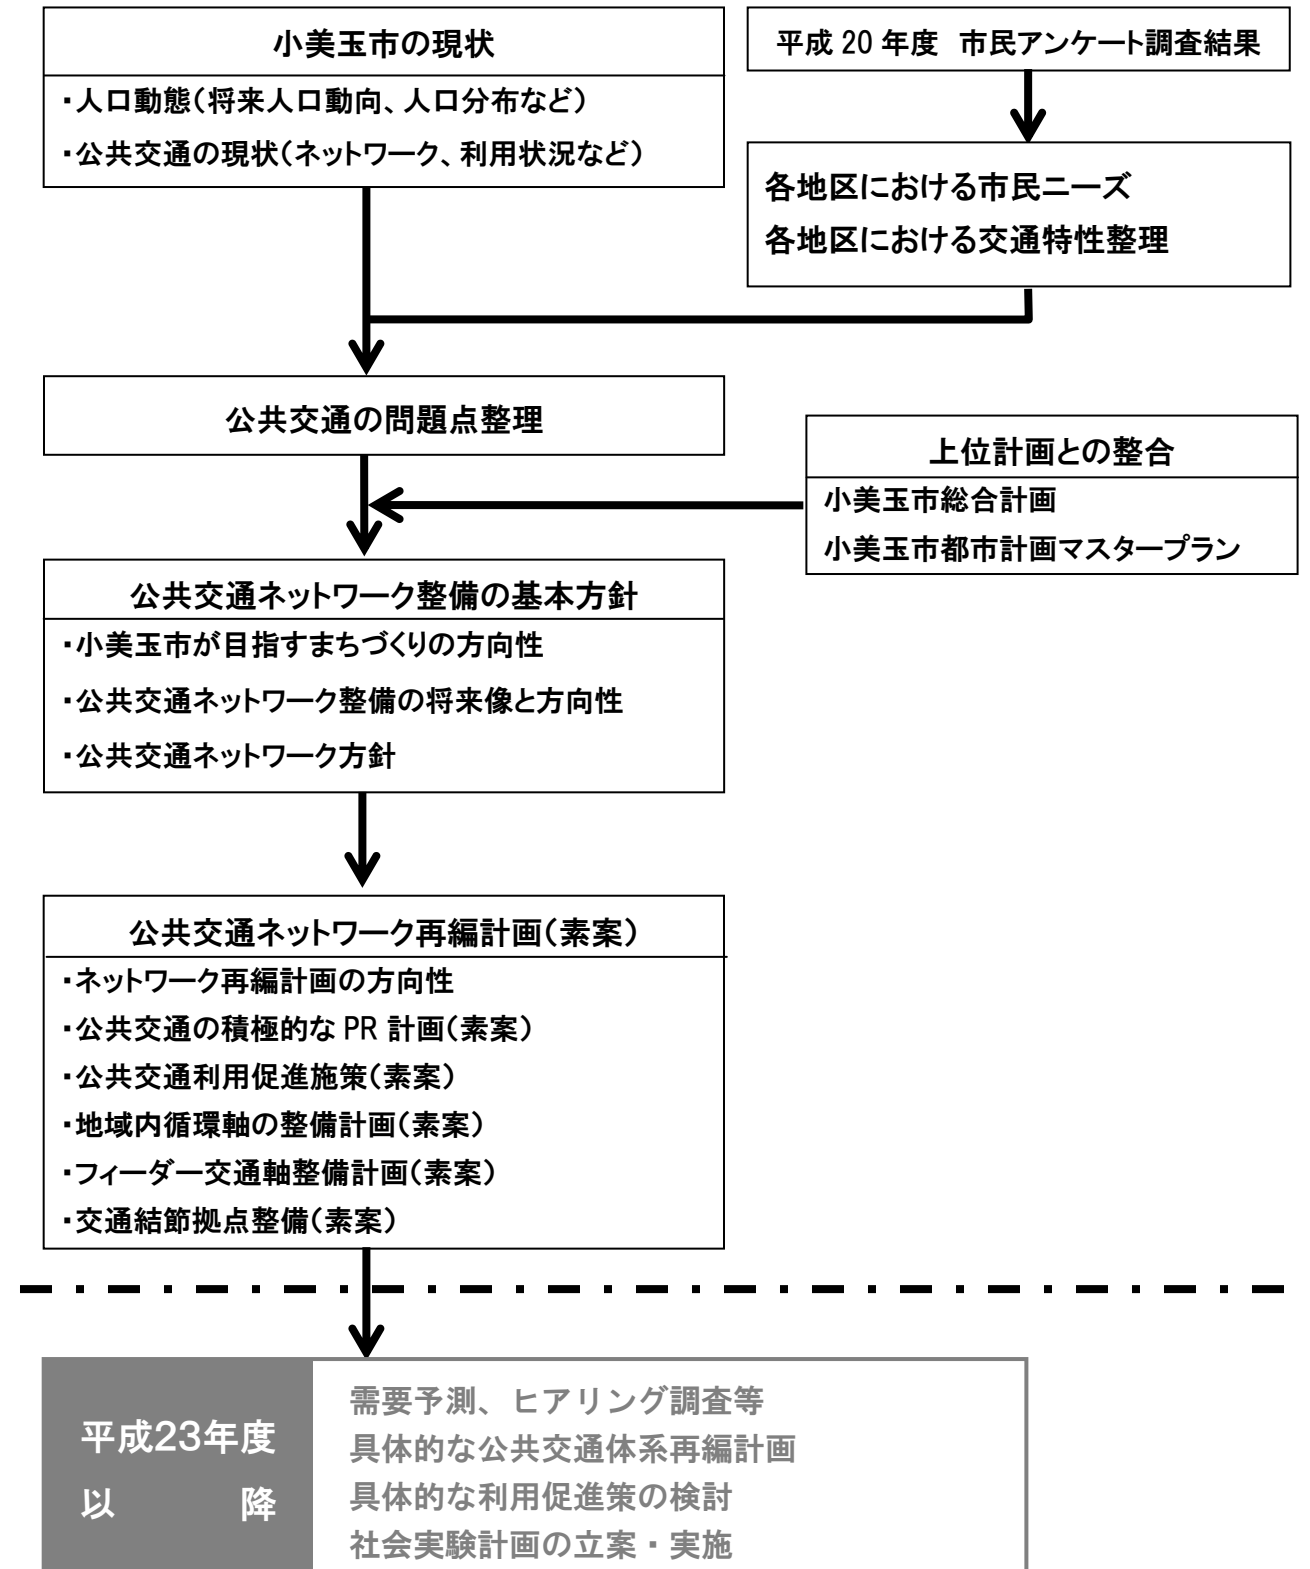 小美玉市の現状
・人口動態（将来人口動向、人口分布など）
・公共交通の現状（ネットワーク、利用状況など）
平成 20 年度 市民アンケート調査結果
各地区における市民ニーズ
各地区における交通特性整理
公共交通の問題点整理
上位計画との整合
小美玉市総合計画
小美玉市都市計画マスタープラン
公共交通ネットワーク整備の基本方針
・小美玉市が目指すまちづくりの方向性
・公共交通ネットワーク整備の将来像と方向性
・公共交通ネットワーク方針
公共交通ネットワーク再編計画（素案）
・ネットワーク再編計画の方向性
・公共交通の積極的な PR 計画（素案）
・公共交通利用促進施策（素案）
・地域内循環軸の整備計画（素案）
・フィーダー交通軸整備計画（素案）
・交通結節拠点整備（素案）
平成23年度
以 降
需要予測、ヒアリング調査等
具体的な公共交通体系再編計画
具体的な利用促進策の検討
社会実験計画の立案・実施